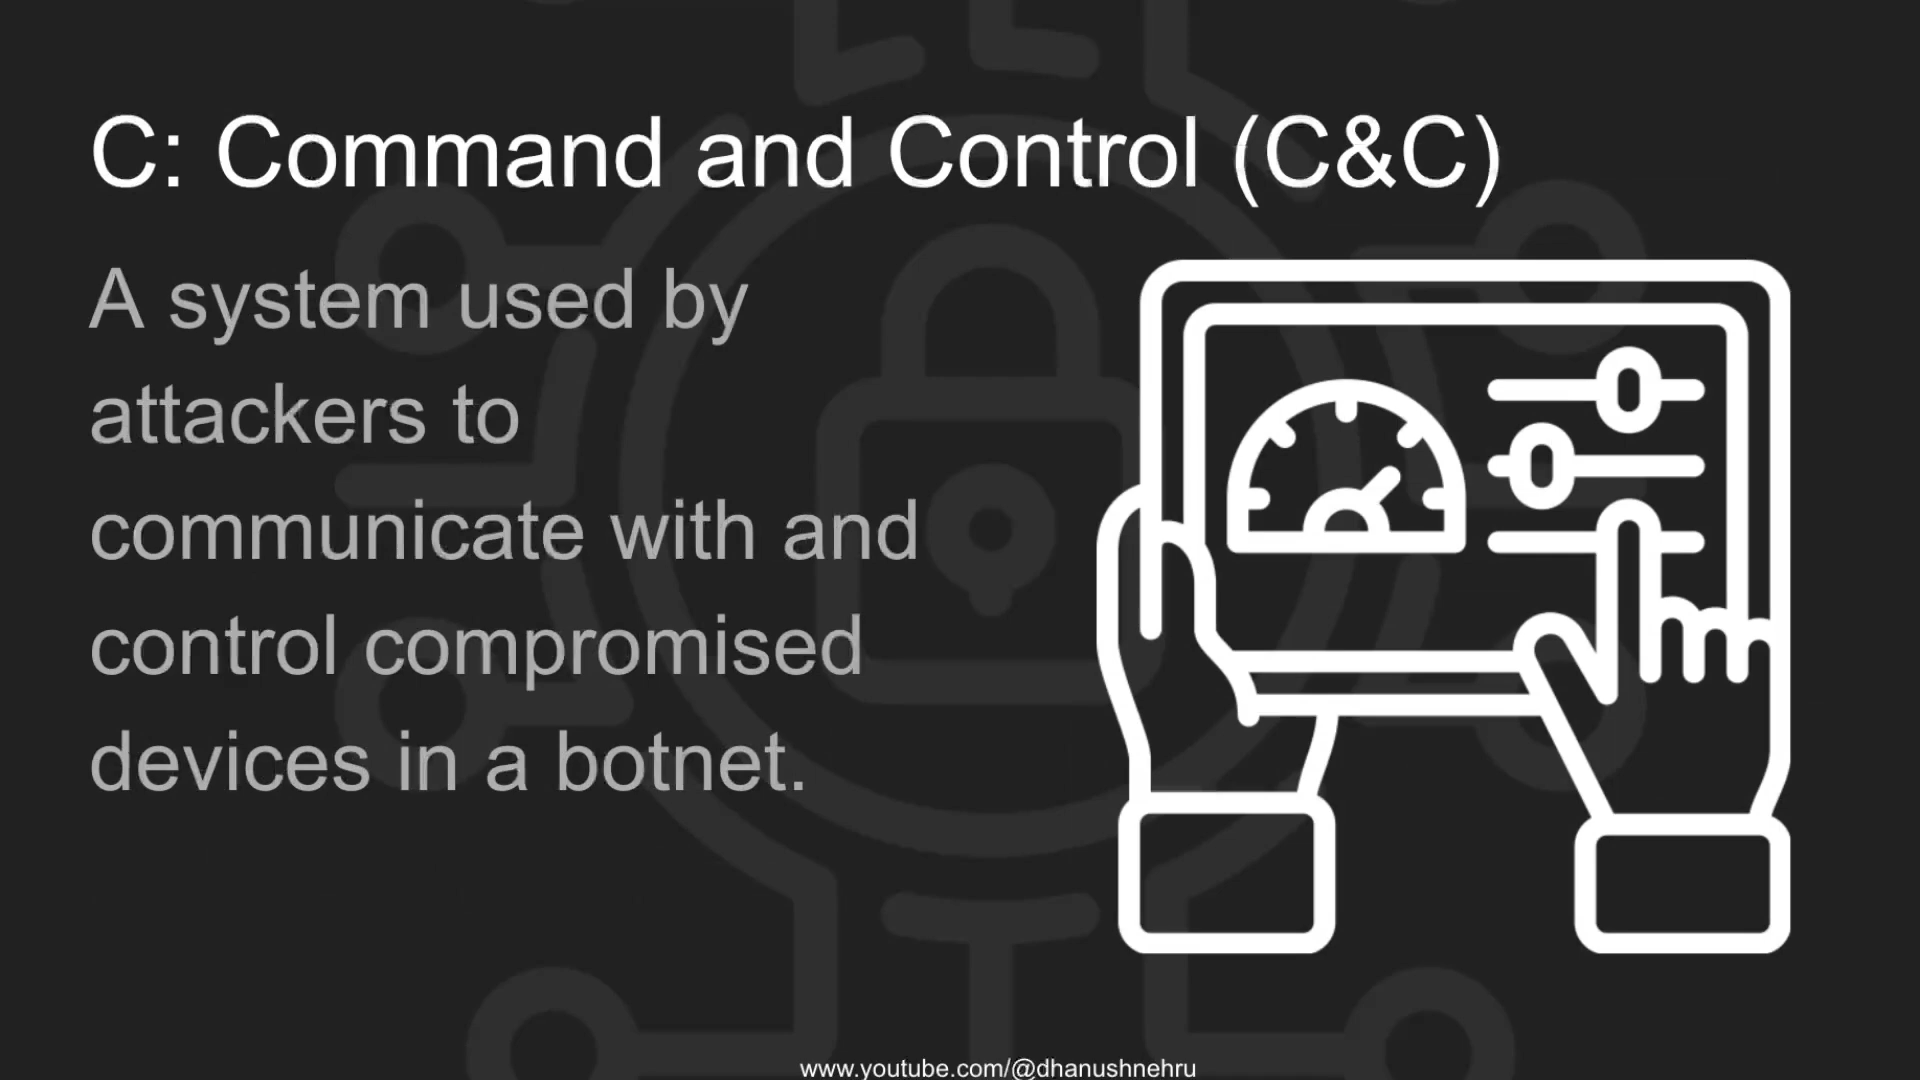 C: Command and Control (C&C)
A system used by
attackers to
communicate with and
control compromised
devices in a botnet.
www.youtube.com/@dhanushnehru